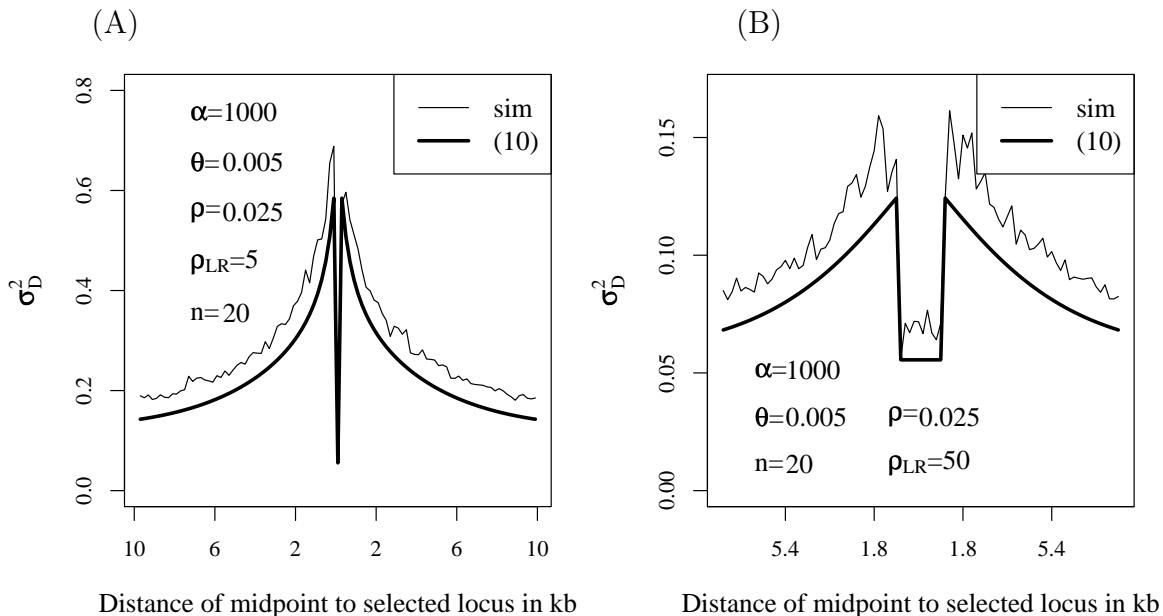 (A)
(B)
sim
(10)
α=1000
θ=0.005
ρ=0.025
ρLR=5
n=20
σ²D
0.0
0.2
0.4
0.6
0.8
10 6 2 2 6 10
Distance of midpoint to selected locus in kb
sim
(10)
α=1000
θ=0.005 ρ=0.025
n=20 ρLR=50
σ²D
0.00
0.05
0.10
0.15
5.4 1.8 1.8 5.4
Distance of midpoint to selected locus in kb